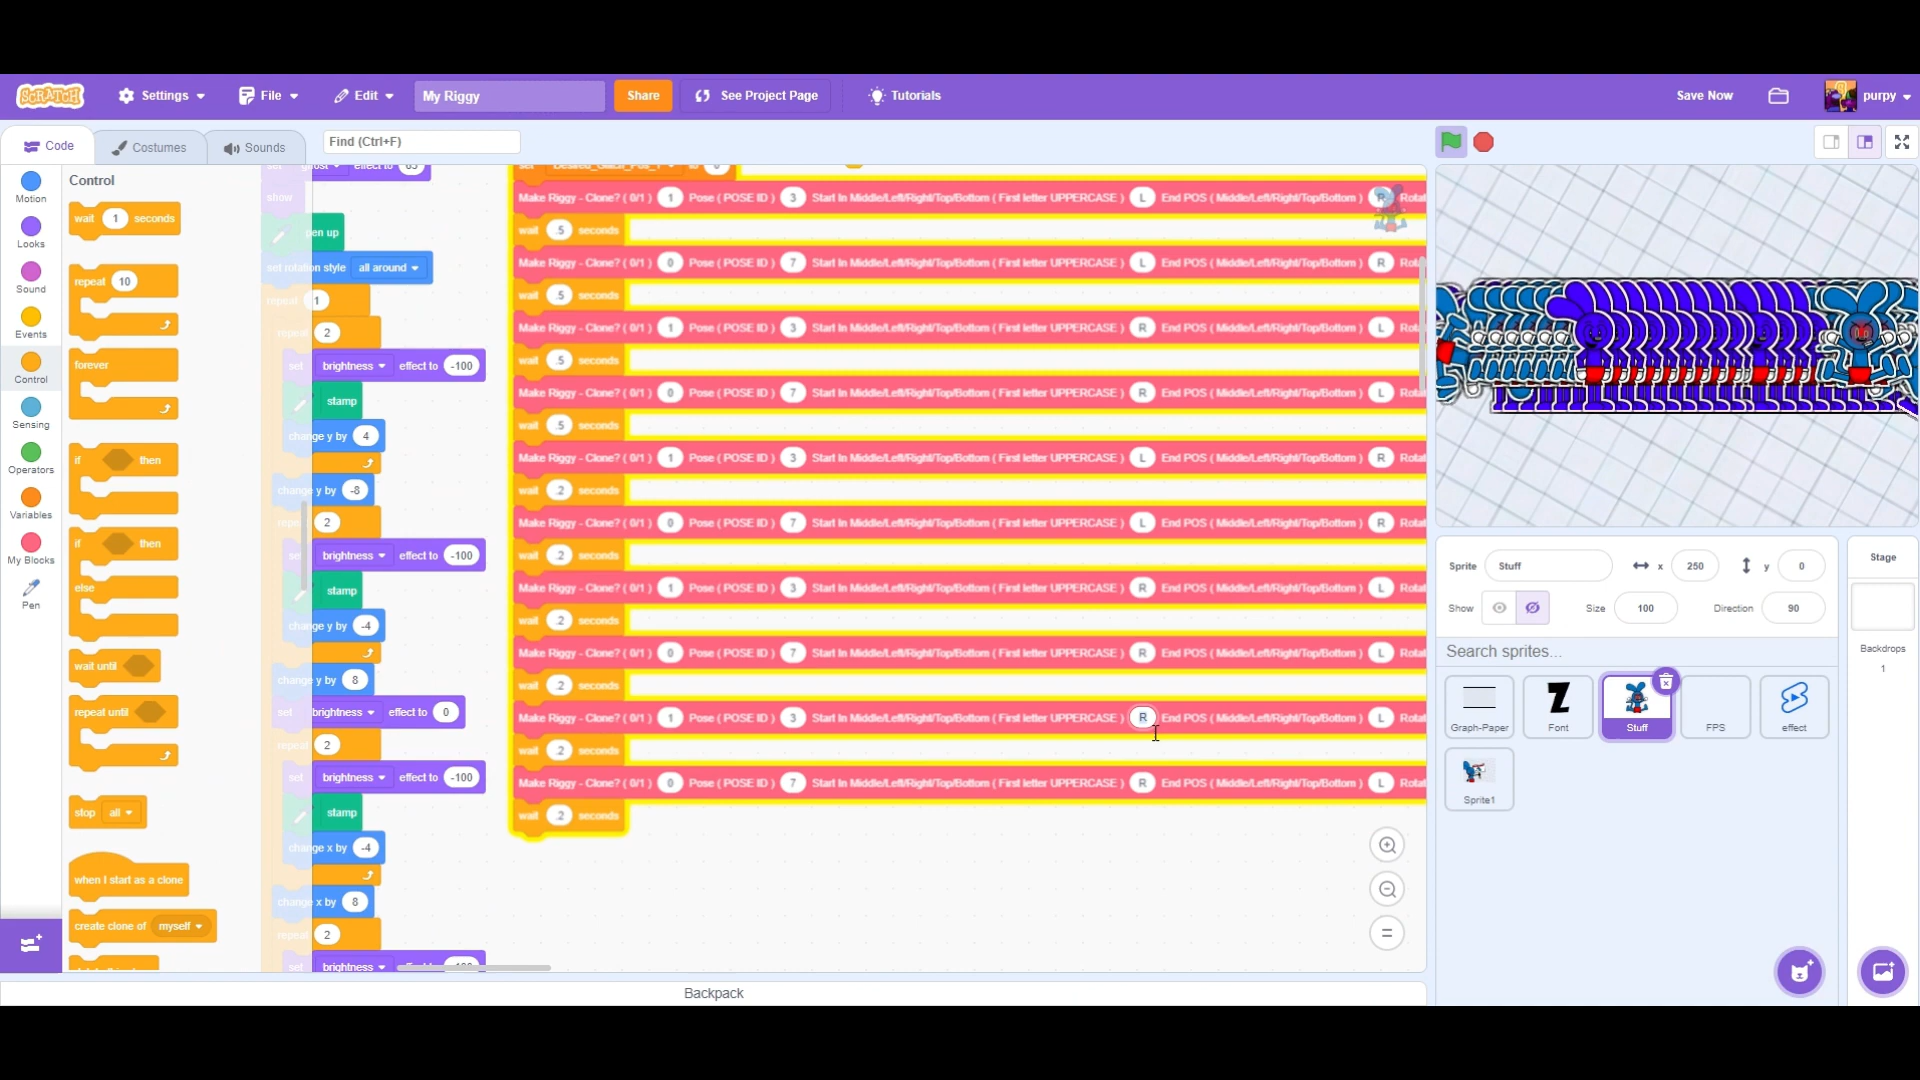 SCRATCH Settings File Edit My Riggy Share See Project Page Tutorials Save Now purpy
Code Costumes Sounds Find (Ctrl+F)
Motion
Looks
Sound
Events
Control
Sensing
Operators
Variables
My Blocks
Pen
Control
wait 1 seconds
repeat 10
forever
if then
if then
else
wait until
repeat until
stop all
when I start as a clone
create clone of myself
show
pen up
set rotation style all around
repeat 1
repeat 2
set brightness effect to -100
stamp
change y by 4
change y by -8
repeat 2
set brightness effect to -100
stamp
change y by -4
change y by 8
set brightness effect to 0
repeat 2
set brightness effect to -100
stamp
change x by -4
change x by 8
repeat 2
set brightness
Make Riggy - Clone? ( 0/1 ) 1 Pose ( POSE ID ) 3 Start In Middle/Left/Right/Top/Bottom ( First letter UPPERCASE ) L End POS ( Middle/Left/Right/Top/Bottom ) R
wait .5 seconds
Make Riggy - Clone? ( 0/1 ) 0 Pose ( POSE ID ) 7 Start In Middle/Left/Right/Top/Bottom ( First letter UPPERCASE ) L End POS ( Middle/Left/Right/Top/Bottom ) R
wait .5 seconds
Make Riggy - Clone? ( 0/1 ) 1 Pose ( POSE ID ) 3 Start In Middle/Left/Right/Top/Bottom ( First letter UPPERCASE ) R End POS ( Middle/Left/Right/Top/Bottom ) L
wait .5 seconds
Make Riggy - Clone? ( 0/1 ) 0 Pose ( POSE ID ) 7 Start In Middle/Left/Right/Top/Bottom ( First letter UPPERCASE ) R End POS ( Middle/Left/Right/Top/Bottom ) L
wait .5 seconds
Make Riggy - Clone? ( 0/1 ) 1 Pose ( POSE ID ) 3 Start In Middle/Left/Right/Top/Bottom ( First letter UPPERCASE ) L End POS ( Middle/Left/Right/Top/Bottom ) R
wait .2 seconds
Make Riggy - Clone? ( 0/1 ) 0 Pose ( POSE ID ) 7 Start In Middle/Left/Right/Top/Bottom ( First letter UPPERCASE ) L End POS ( Middle/Left/Right/Top/Bottom ) R
wait .2 seconds
Make Riggy - Clone? ( 0/1 ) 1 Pose ( POSE ID ) 3 Start In Middle/Left/Right/Top/Bottom ( First letter UPPERCASE ) R End POS ( Middle/Left/Right/Top/Bottom ) L
wait .2 seconds
Make Riggy - Clone? ( 0/1 ) 0 Pose ( POSE ID ) 7 Start In Middle/Left/Right/Top/Bottom ( First letter UPPERCASE ) R End POS ( Middle/Left/Right/Top/Bottom ) L
wait .2 seconds
Make Riggy - Clone? ( 0/1 ) 1 Pose ( POSE ID ) 3 Start In Middle/Left/Right/Top/Bottom ( First letter UPPERCASE ) R End POS ( Middle/Left/Right/Top/Bottom ) L
wait .2 seconds
Make Riggy - Clone? ( 0/1 ) 0 Pose ( POSE ID ) 7 Start In Middle/Left/Right/Top/Bottom ( First letter UPPERCASE ) R End POS ( Middle/Left/Right/Top/Bottom ) L
wait .2 seconds
Sprite Stuff x 250 y 0
Show Size 100 Direction 90
Search sprites...
Graph-Paper
Z Font
Stuff
FPS
effect
Sprite1
Stage
Backdrops
1
Backpack